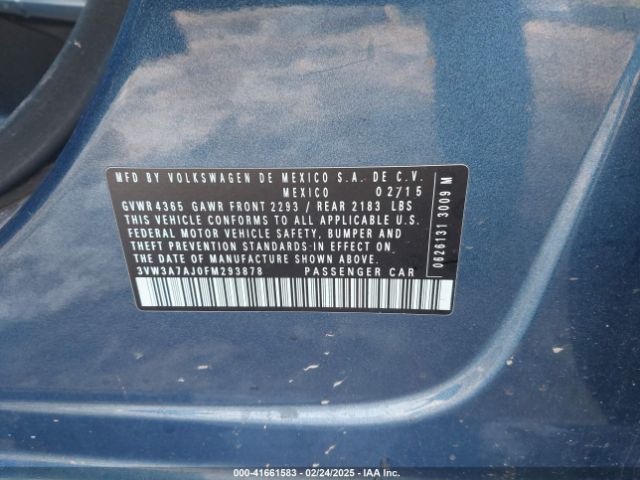 MFD BY VOLKSWAGEN DE MEXICO S.A. DE C.V.
MEXICO 02/15
GVWR 4365 GAWR FRONT 2293 / REAR 2183 LBS
THIS VEHICLE CONFORMS TO ALL APPLICABLE U.S.
FEDERAL MOTOR VEHICLE SAFETY, BUMPER AND
THEFT PREVENTION STANDARDS IN EFFECT ON
THE DATE OF MANUFACTURE SHOWN ABOVE.
3VW3A7AJ0FM293878 PASSENGER CAR
0626131 3009 M
000-41661583 - 02/24/2025 - IAA Inc.